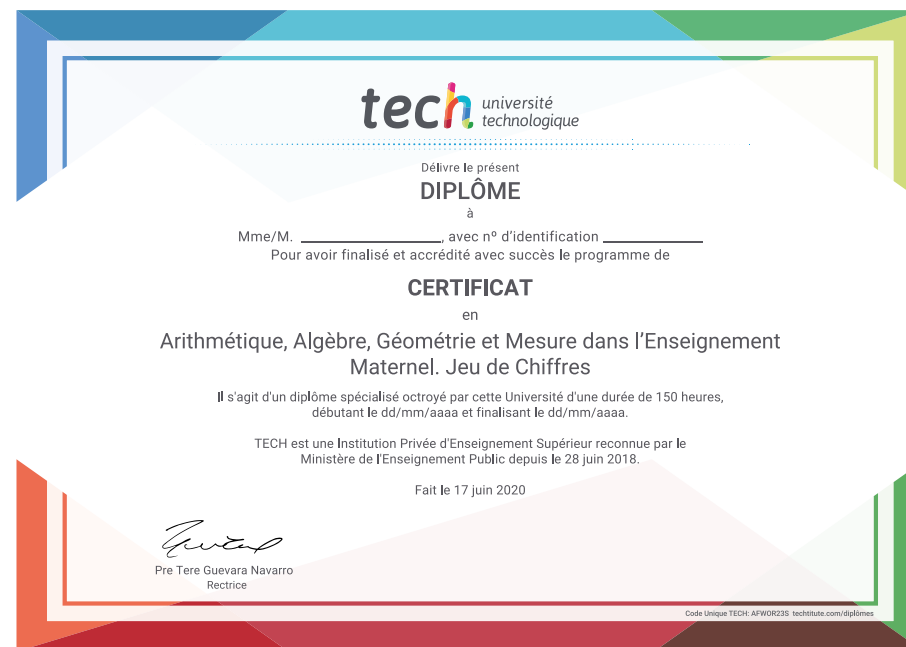 tech université
technologique
Délivre le présent
DIPLÔME
à
Mme/M. ____________________, avec nº d'identification ______________
Pour avoir finalisé et accrédité avec succès le programme de
CERTIFICAT
en
Arithmétique, Algèbre, Géométrie et Mesure dans l'Enseignement
Maternel. Jeu de Chiffres
Il s'agit d'un diplôme spécialisé octroyé par cette Université d'une durée de 150 heures,
débutant le dd/mm/aaaa et finalisant le dd/mm/aaaa.
TECH est une Institution Privée d'Enseignement Supérieur reconnue par le
Ministère de l'Enseignement Public depuis le 28 juin 2018.
Fait le 17 juin 2020
Pre Tere Guevara Navarro
Rectrice
Code Unique TECH: AFWOR23S techtitute.com/diplômes